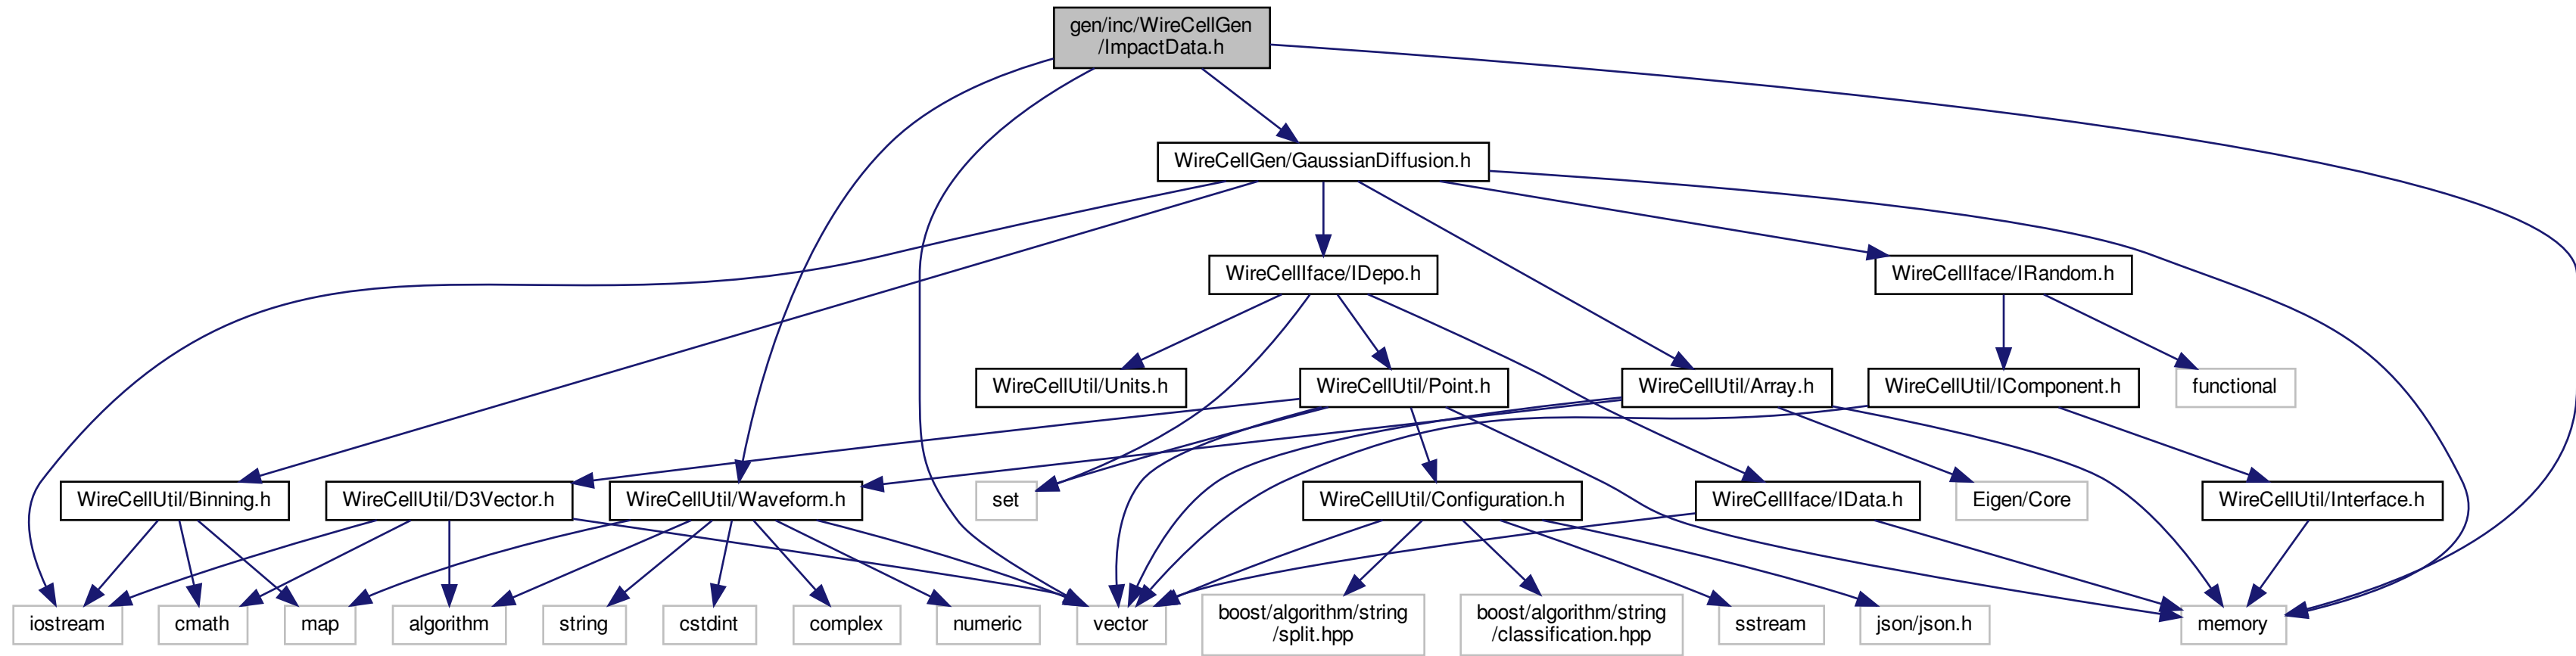 gen/inc/WireCellGen
/ImpactData.h
WireCellGen/GaussianDiffusion.h
WireCellIface/IDepo.h
WireCellIface/IRandom.h
WireCellUtil/Units.h
WireCellUtil/Point.h
WireCellUtil/Array.h
WireCellUtil/IComponent.h
functional
WireCellUtil/Binning.h
WireCellUtil/D3Vector.h
WireCellUtil/Waveform.h
set
WireCellUtil/Configuration.h
WireCellIface/IData.h
Eigen/Core
WireCellUtil/Interface.h
iostream
cmath
map
algorithm
string
cstdint
complex
numeric
vector
boost/algorithm/string
/split.hpp
boost/algorithm/string
/classification.hpp
sstream
json/json.h
memory